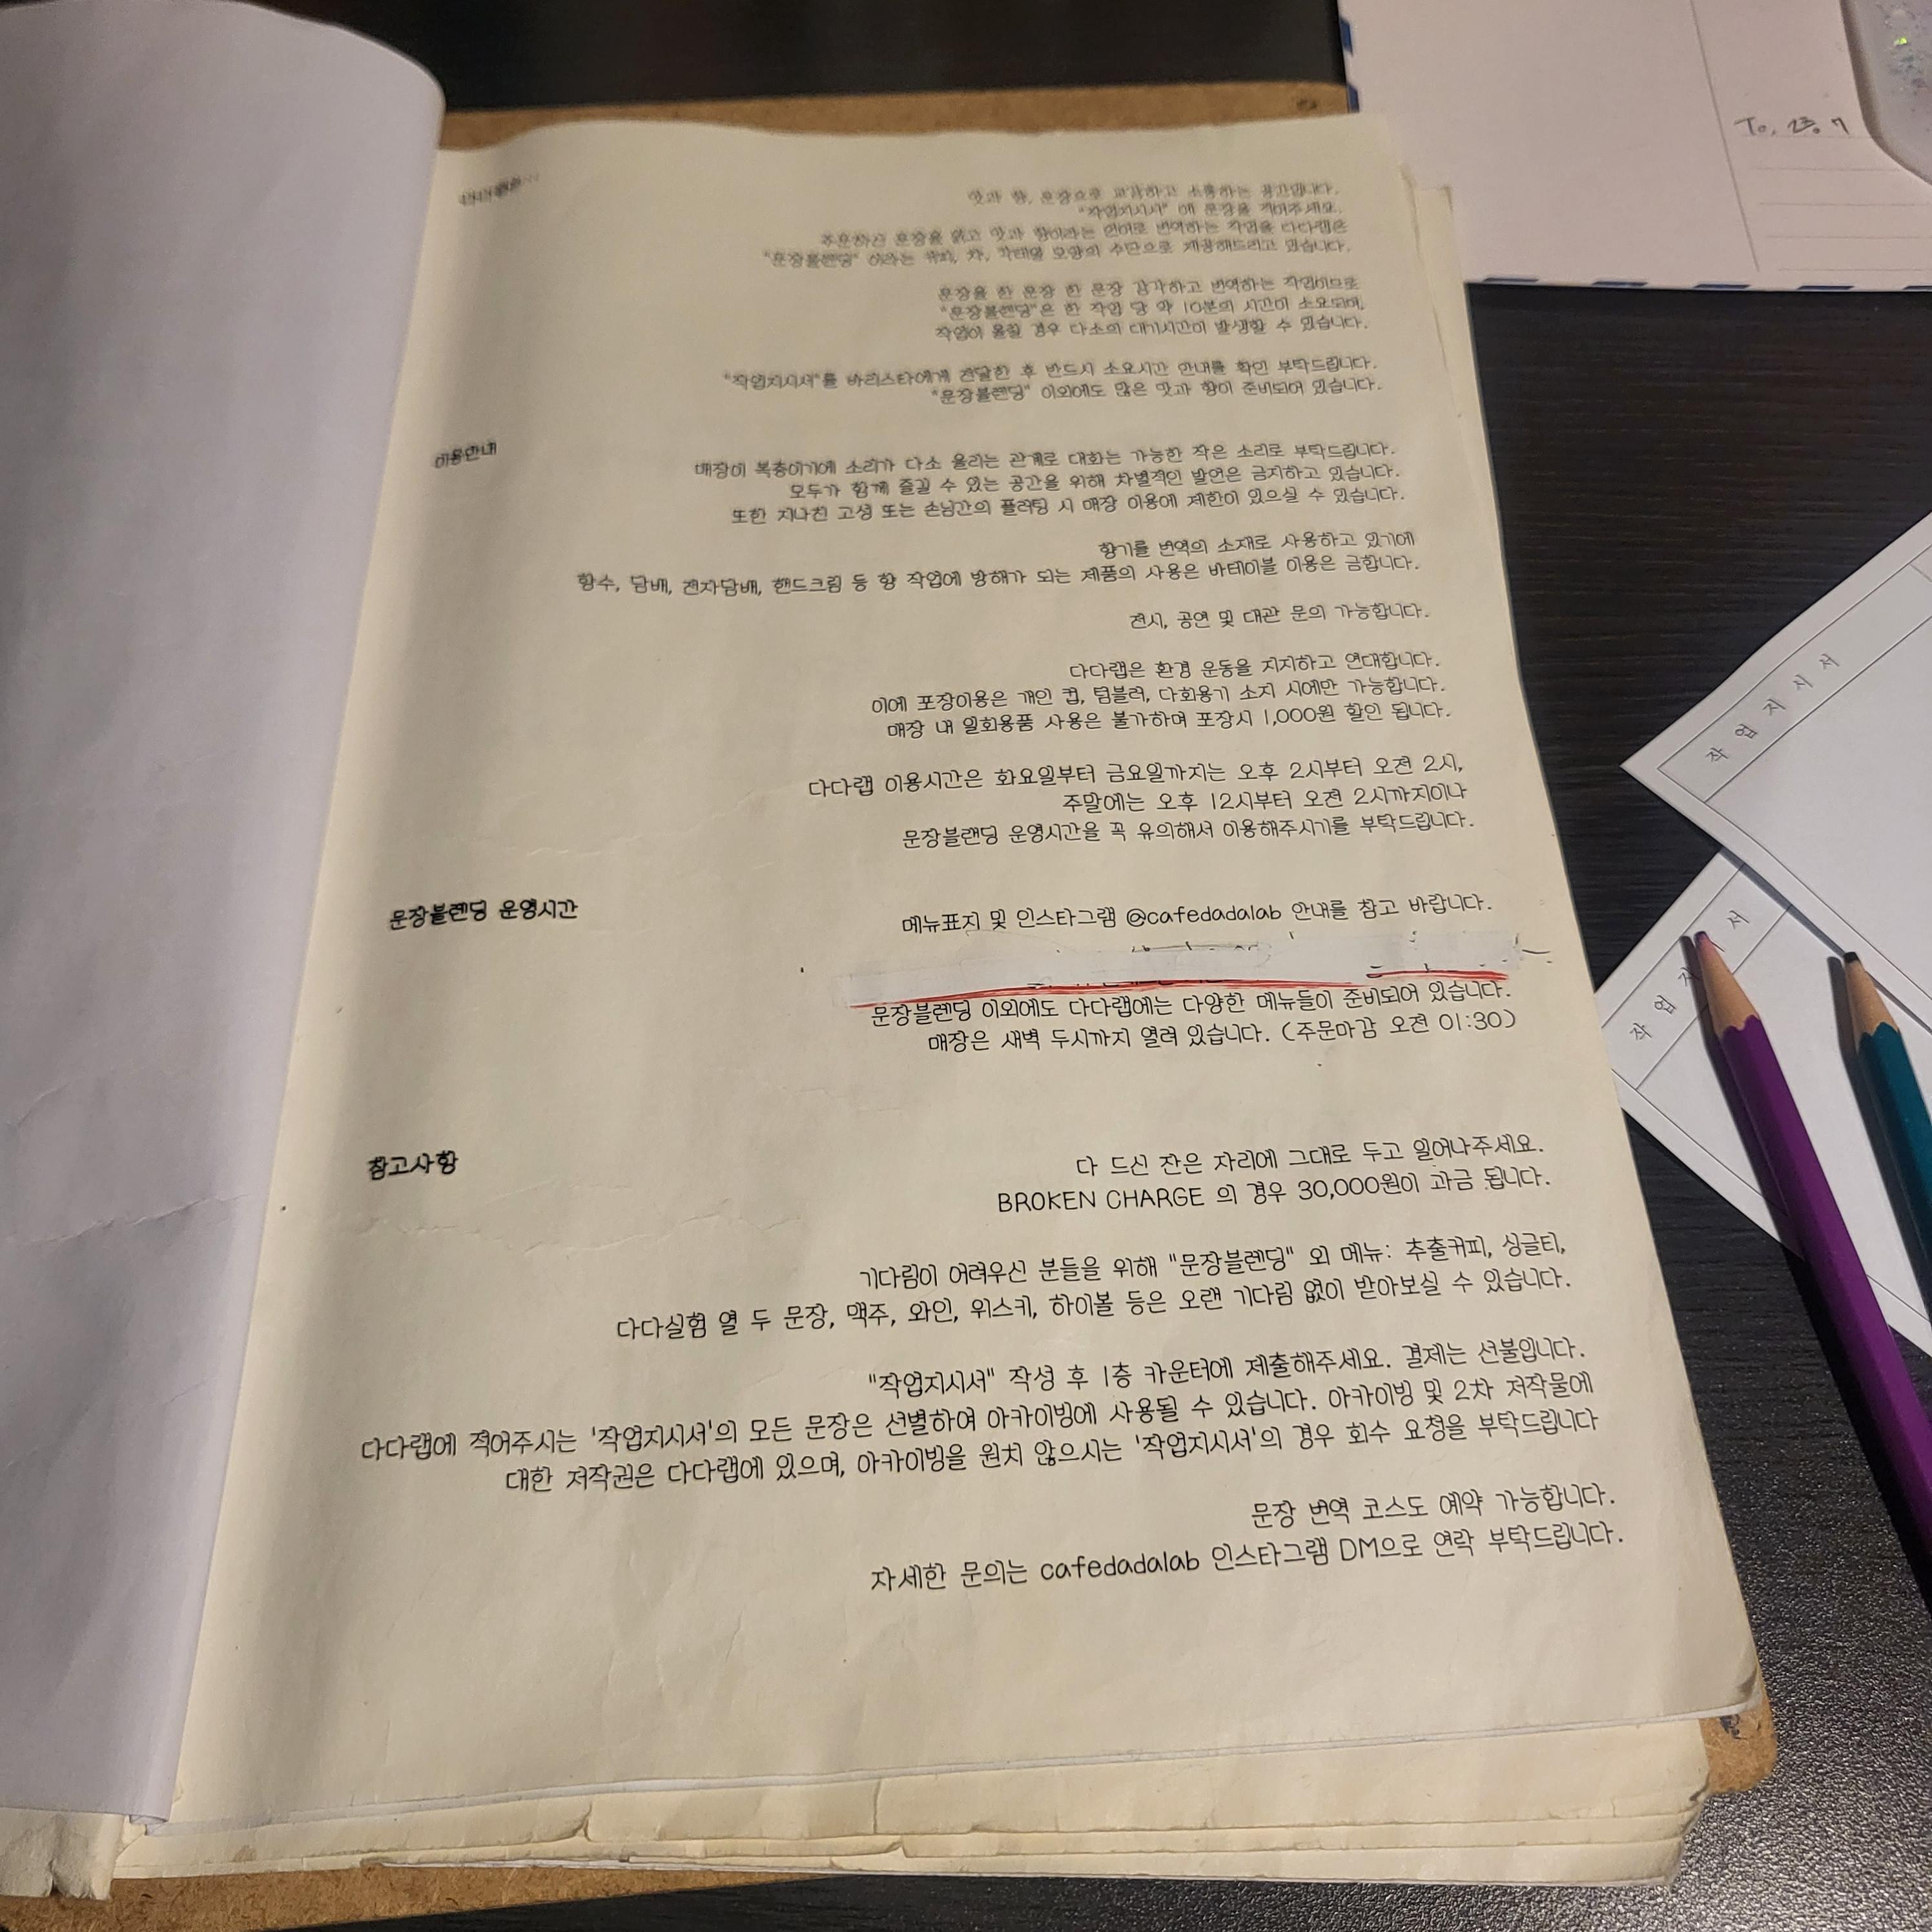 맛과 향, 문장으로 교감하고 소통하는 공간입니다.
"작업지시서" 에 문장을 적어주세요.
주문하신 문장을 읽고 맛과 향이라는 언어로 번역하는 작업을 다다랩은
"문장블렌딩" 이라는 커피, 차, 칵테일 모양의 수단으로 제공해드리고 있습니다.
문장을 한 문장 한 문장 감각하고 번역하는 작업이므로
"문장블렌딩"은 한 작업 당 약 10분의 시간이 소요되며,
작업이 몰릴 경우 다소의 대기시간이 발생할 수 있습니다.
"작업지시서"를 바리스타에게 전달한 후 반드시 소요시간 안내를 확인 부탁드립니다.
"문장블렌딩" 이외에도 많은 맛과 향이 준비되어 있습니다.
이용안내
매장이 복층이기에 소리가 다소 울리는 관계로 대화는 가능한 작은 소리로 부탁드립니다.
모두가 함께 즐길 수 있는 공간을 위해 차별적인 발언은 금지하고 있습니다.
또한 지나친 고성 또는 손님간의 플러팅 시 매장 이용에 제한이 있으실 수 있습니다.
향기를 번역의 소재로 사용하고 있기에
향수, 담배, 전자담배, 핸드크림 등 향 작업에 방해가 되는 제품의 사용은 바테이블 이용은 금합니다.
전시, 공연 및 대관 문의 가능합니다.
다다랩은 환경 운동을 지지하고 연대합니다.
이에 포장이용은 개인 컵, 텀블러, 다회용기 소지 시에만 가능합니다.
매장 내 일회용품 사용은 불가하며 포장시 1,000원 할인 됩니다.
다다랩 이용시간은 화요일부터 금요일까지는 오후 2시부터 오전 2시,
주말에는 오후 12시부터 오전 2시까지이나
문장블랜딩 운영시간을 꼭 유의해서 이용해주시기를 부탁드립니다.
문장블렌딩 운영시간
메뉴표지 및 인스타그램 @cafedadalab 안내를 참고 바랍니다.
문장블렌딩 이외에도 다다랩에는 다양한 메뉴들이 준비되어 있습니다.
매장은 새벽 두시까지 열려 있습니다. (주문마감 오전 01:30)
참고사항
다 드신 잔은 자리에 그대로 두고 일어나주세요.
BROKEN CHARGE 의 경우 30,000원이 과금 됩니다.
기다림이 어려우신 분들을 위해 "문장블렌딩" 외 메뉴: 추출커피, 싱글티,
다다실험 열 두 문장, 맥주, 와인, 위스키, 하이볼 등은 오랜 기다림 없이 받아보실 수 있습니다.
"작업지시서" 작성 후 1층 카운터에 제출해주세요. 결제는 선불입니다.
다다랩에 적어주시는 '작업지시서'의 모든 문장은 선별하여 아카이빙에 사용될 수 있습니다. 아카이빙 및 2차 저작물에
대한 저작권은 다다랩에 있으며, 아카이빙을 원치 않으시는 '작업지시서'의 경우 회수 요청을 부탁드립니다
문장 번역 코스도 예약 가능합니다.
자세한 문의는 cafedadalab 인스타그램 DM으로 연락 부탁드립니다.
To. 23. 7
작업지시서
작업지시서